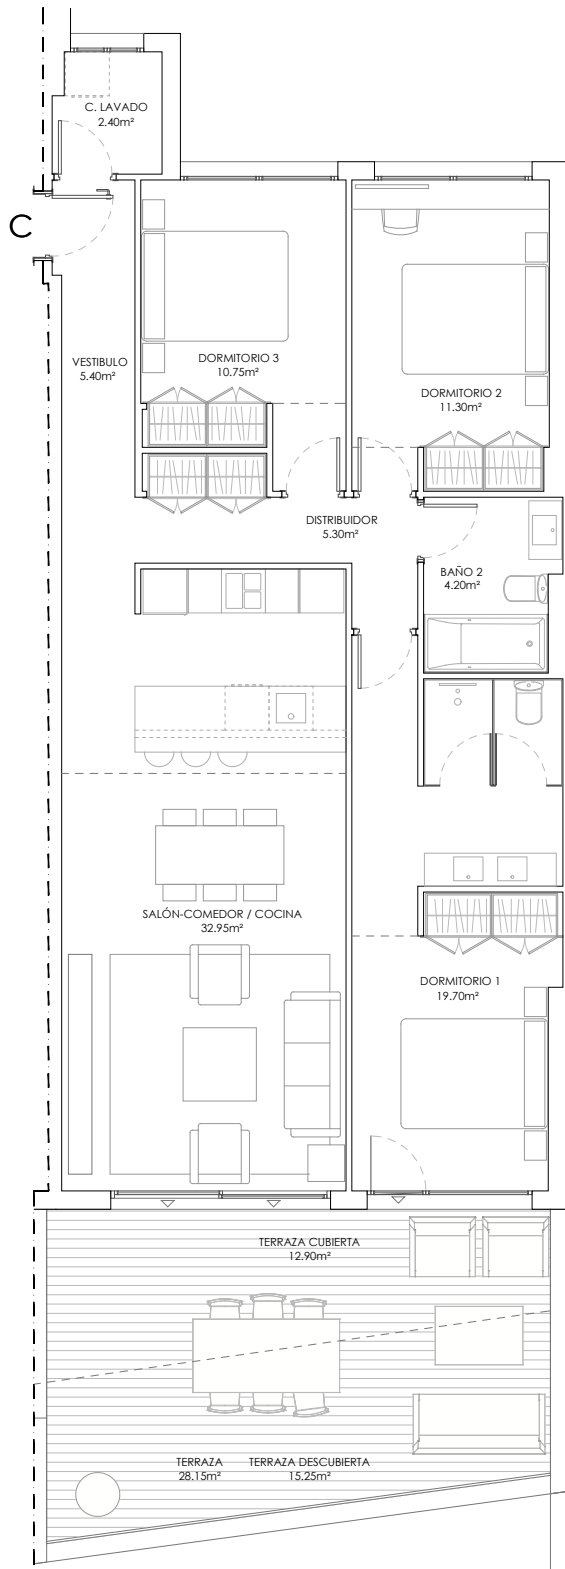 C. LAVADO
2.40m²
C
VESTIBULO
5.40m²
DORMITORIO 3
10.75m²
DORMITORIO 2
11.30m²
DISTRIBUIDOR
5.30m²
BAÑO 2
4.20m²
SALÓN-COMEDOR / COCINA
32.95m²
DORMITORIO 1
19.70m²
TERRAZA CUBIERTA
12.90m²
TERRAZA
28.15m²
TERRAZA DESCUBIERTA
15.25m²